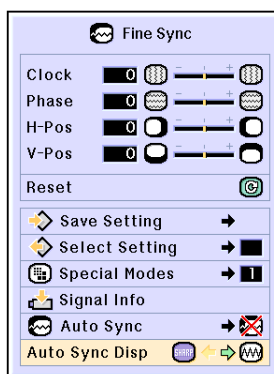 Fine Sync
Clock 0 - +
Phase 0 - +
H-Pos 0 - +
V-Pos 0 - +
Reset
Save Setting
Select Setting
Special Modes 1
Signal Info
Auto Sync
Auto Sync Disp SHARP